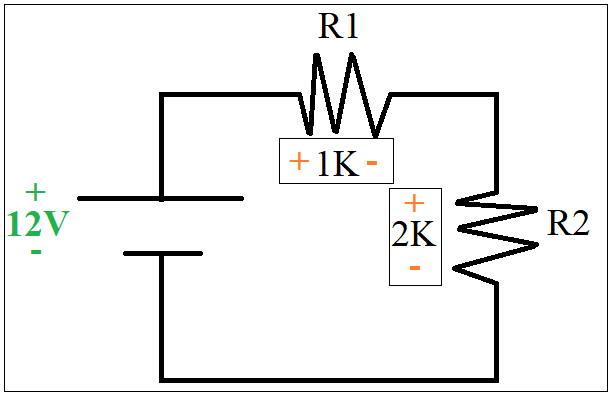 R1
+ 1K -
+
12V
-
+
2K
-
R2